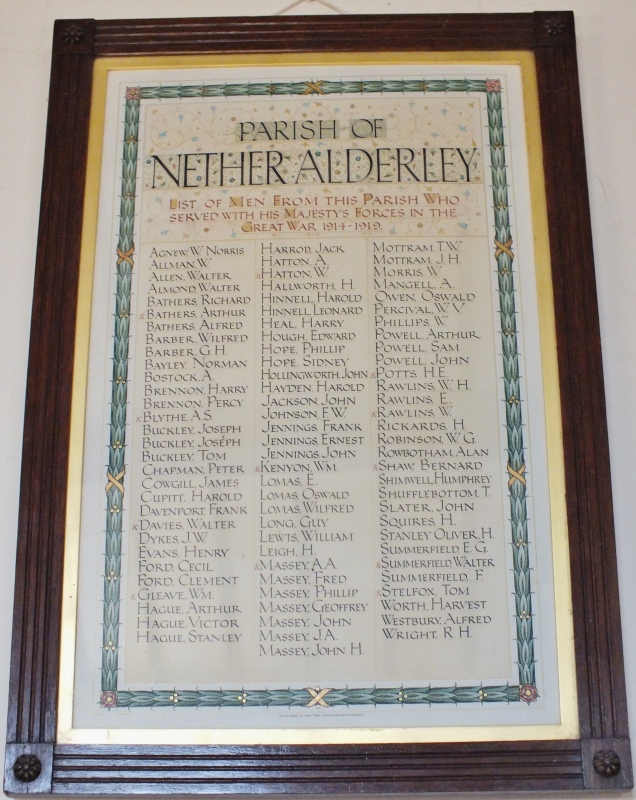 PARISH OF
NETHER ALDERLEY
LIST OF MEN FROM THIS PARISH WHO
SERVED WITH HIS MAJESTY'S FORCES IN THE
GREAT WAR 1914-1919.
AGNEW, W. NORRIS
ALLMAN W
ALLEN, WALTER
ALMOND, WALTER
BATHERS, RICHARD
K BATHERS, ARTHUR
BATHERS, ALFRED
BARBER, WILFRED
BARBER, G. H.
BAYLEY, NORMAN
BOSTOCK, A.
BRENNON, HARRY
BRENNON, PERCY
K BLYTHE, A.S.
BUCKLEY, JOSEPH
BUCKLEY, JOSEPH
BUCKLEY, TOM
CHAPMAN, PETER
COWGILL, JAMES
CUPITT, HAROLD
DAVENPORT, FRANK
K DAVIES, WALTER
DYKES, J.W.
EVANS, HENRY
FORD, CECIL
FORD, CLEMENT
K GLEAVE, WM.
HAGUE, ARTHUR
HAGUE, VICTOR
HAGUE, STANLEY
HARROD, JACK
HATTON, A.
K HATTON, W.
HALLWORTH, H.
HINNELL, HAROLD
HINNELL, LEONARD
HEAL, HARRY
HOUGH, EDWARD
HOPE, PHILLIP
HOPE, SIDNEY
HOLLINGWORTH, JOHN
HAYDEN, HAROLD
JACKSON, JOHN
JOHNSON, F.W.
JENNINGS, FRANK
JENNINGS, ERNEST
JENNINGS, JOHN
K KENYON, WM.
LOMAS, E.
LOMAS, OSWALD
LOMAS, WILFRED
LONG, GUY
LEWIS, WILLIAM
LEIGH, H.
K MASSEY, A.A.
MASSEY, FRED
MASSEY, PHILLIP
MASSEY, GEOFFREY
MASSEY, JOHN
MASSEY, J.A.
MASSEY, JOHN H.
MOTTRAM, T.W.
MOTTRAM, J.H.
MORRIS, W.
MANGELL, A.
OWEN, OSWALD
PERCIVAL, W.V.
PHILLIPS, W.
POWELL, ARTHUR
POWELL, SAM
POWELL, JOHN
K POTTS, H.E.
RAWLINS, W. H.
RAWLINS, E.
K RAWLINS, W.
RICKARDS, H.
ROBINSON, W.G.
ROWBOTHAM, ALAN
K SHAW, BERNARD
SHIMWELL, HUMPHREY
SHUFFLEBOTTOM, T.
SLATER, JOHN
SQUIRES, H.
STANLEY OLIVER, H.
SUMMERFIELD, E.G.
K SUMMERFIELD, WALTER
SUMMERFIELD, F.
K STELFOX, TOM
WORTH, HARVEST
WESTBURY, ALFRED
WRIGHT, R. H.